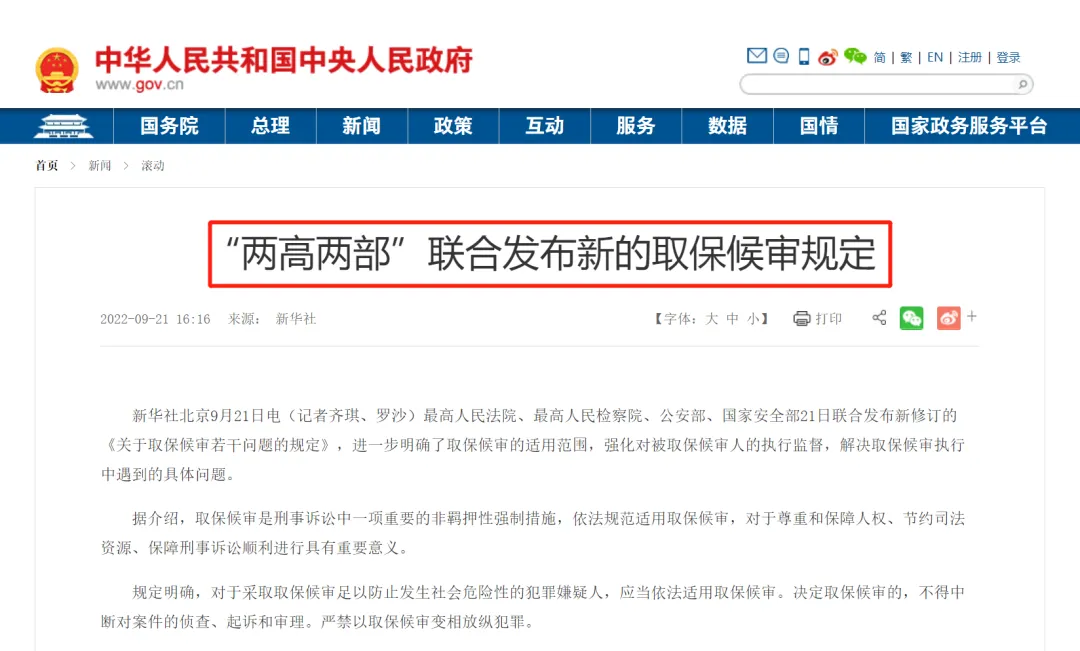 中华人民共和国中央人民政府
www.gov.cn
简 | 繁 | EN | 注册 | 登录
国务院 总理 新闻 政策 互动 服务 数据 国情 国家政务服务平台
首页 > 新闻 > 滚动
“两高两部”联合发布新的取保候审规定
2022-09-21 16:16 来源： 新华社 【字体：大 中 小】 打印
新华社北京9月21日电（记者齐琪、罗沙）最高人民法院、最高人民检察院、公安部、国家安全部21日联合发布新修订的
《关于取保候审若干问题的规定》，进一步明确了取保候审的适用范围，强化对被取保候审人的执行监督，解决取保候审执行
中遇到的具体问题。
据介绍，取保候审是刑事诉讼中一项重要的非羁押性强制措施，依法规范适用取保候审，对于尊重和保障人权、节约司法
资源、保障刑事诉讼顺利进行具有重要意义。
规定明确，对于采取取保候审足以防止发生社会危险性的犯罪嫌疑人，应当依法适用取保候审。决定取保候审的，不得中
断对案件的侦查、起诉和审理。严禁以取保候审变相放纵犯罪。